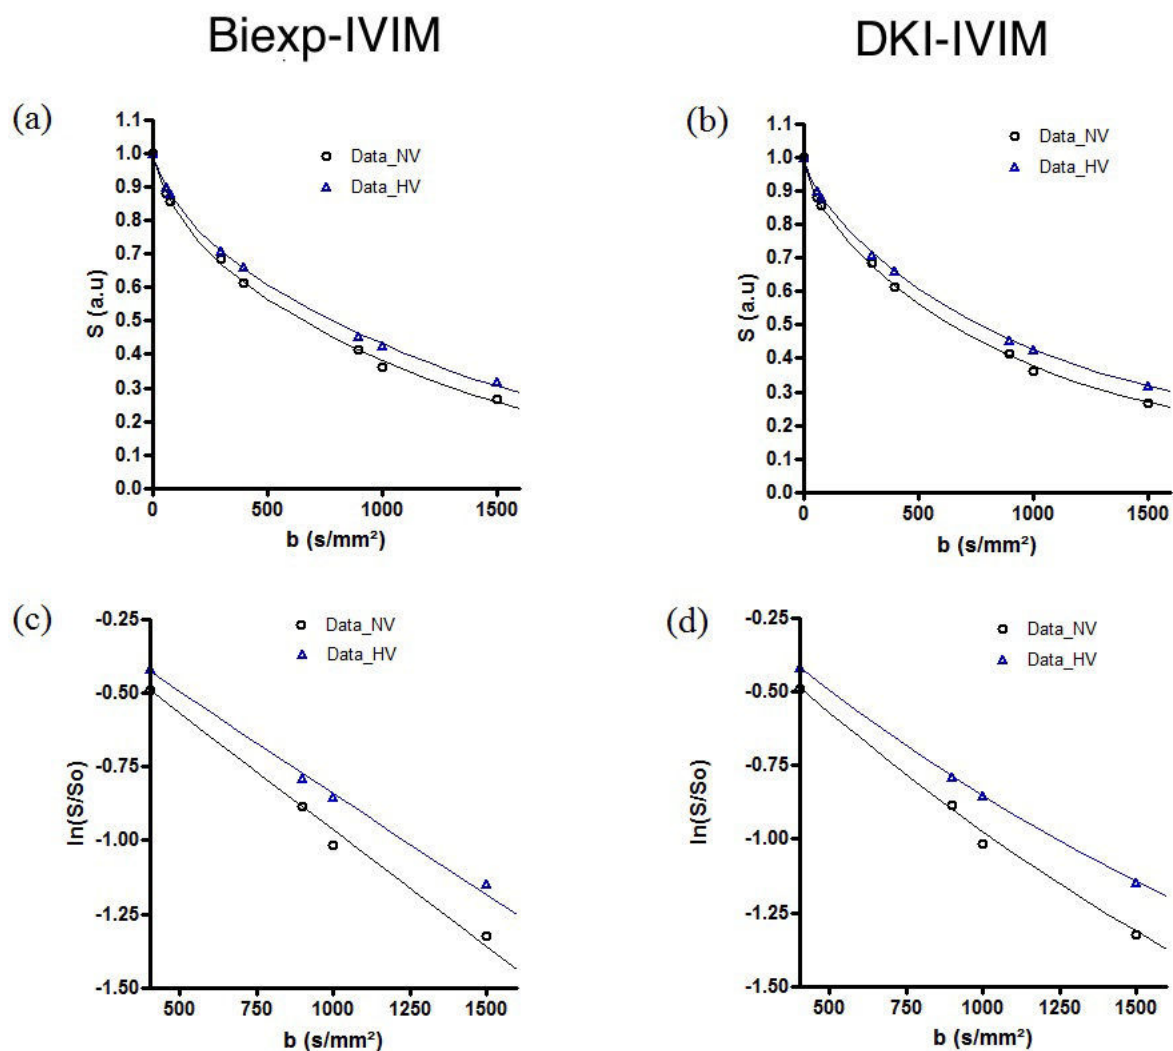 Biexp-IVIM
DKI-IVIM
(a)
1.1
1.0
0.9
0.8
0.7
0.6
0.5
0.4
0.3
0.2
0.1
0.0
S (a.u)
Data_NV
Data_HV
0 500 1000 1500
b (s/mm²)
(b)
1.1
1.0
0.9
0.8
0.7
0.6
0.5
0.4
0.3
0.2
0.1
0.0
S (a.u)
Data_NV
Data_HV
0 500 1000 1500
b (s/mm²)
(c)
-0.25
-0.50
-0.75
-1.00
-1.25
-1.50
ln(S/So)
Data_NV
Data_HV
500 750 1000 1250 1500
b (s/mm²)
(d)
-0.25
-0.50
-0.75
-1.00
-1.25
-1.50
ln(S/So)
Data_NV
Data_HV
500 750 1000 1250 1500
b (s/mm²)